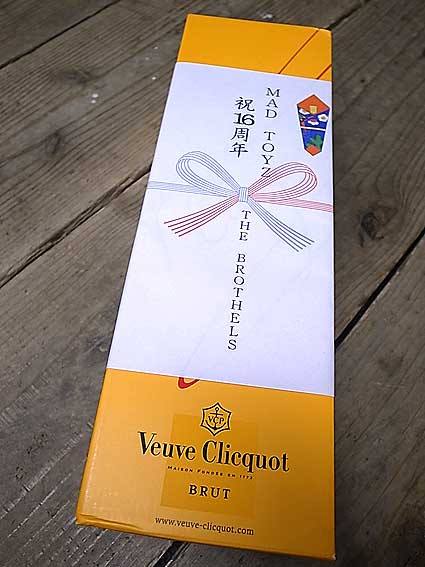 MAD TOYZ
祝16周年
THE BROTHELS
VCP
Veuve Clicquot
MAISON FONDÉE EN 1772
BRUT
www.veuve-clicquot.com